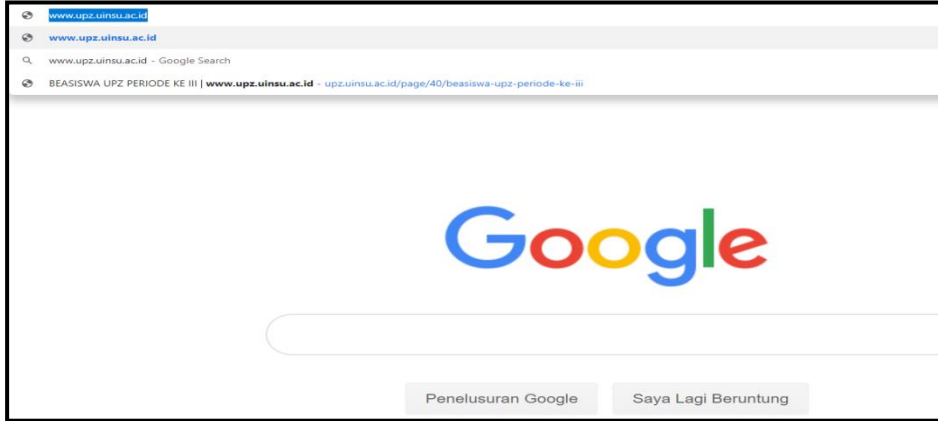 www.upz.uinsu.ac.id
www.upz.uinsu.ac.id
www.upz.uinsu.ac.id - Google Search
BEASISWA UPZ PERIODE KE III | www.upz.uinsu.ac.id - upz.uinsu.ac.id/page/40/beasiswa-upz-periode-ke-iii
Google
Penelusuran Google Saya Lagi Beruntung